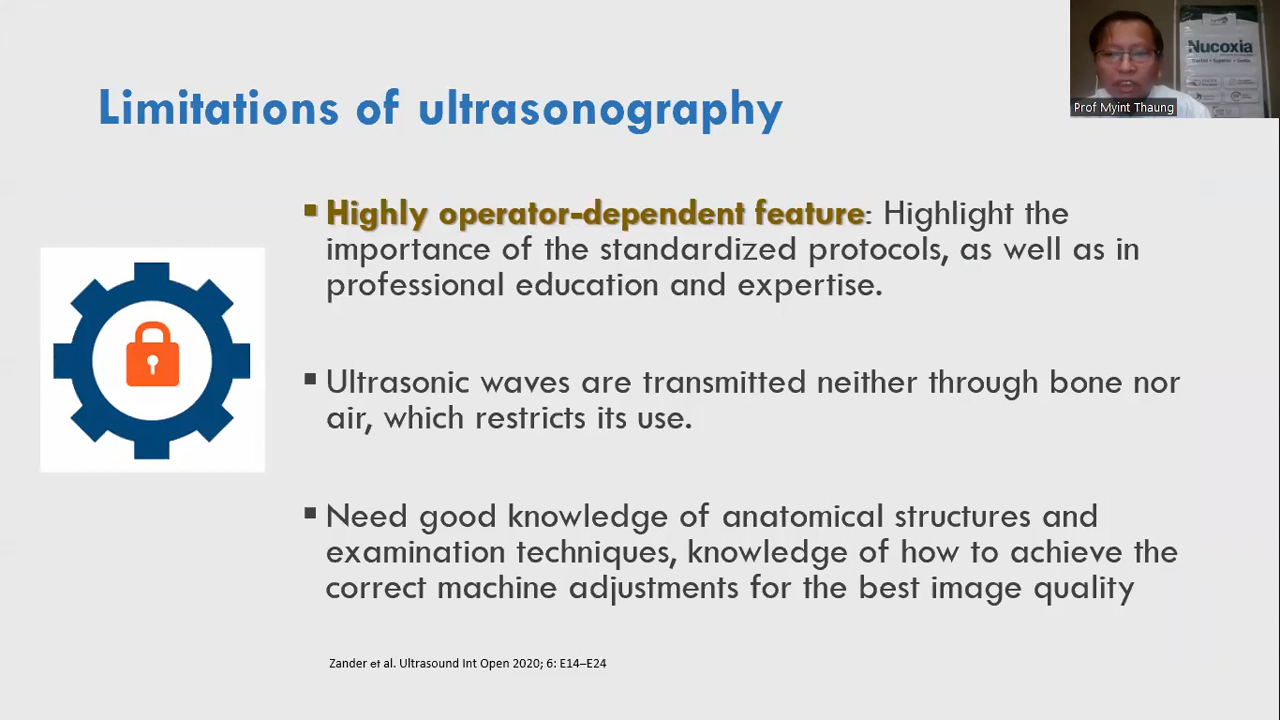 Nucoxia
Prof Myint Thaung
Limitations of ultrasonography
▪ Highly operator-dependent feature: Highlight the
importance of the standardized protocols, as well as in
professional education and expertise.
▪ Ultrasonic waves are transmitted neither through bone nor
air, which restricts its use.
▪ Need good knowledge of anatomical structures and
examination techniques, knowledge of how to achieve the
correct machine adjustments for the best image quality
Zander et al. Ultrasound Int Open 2020; 6: E14–E24